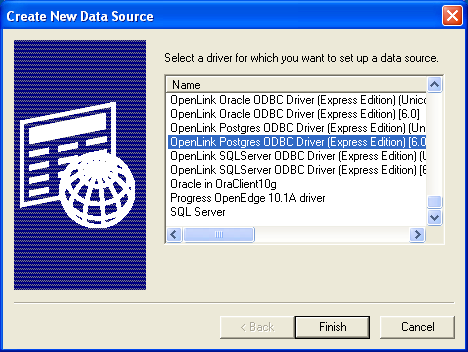 Create New Data Source
Select a driver for which you want to set up a data source.
Name
OpenLink Oracle ODBC Driver (Express Edition) (Unico
OpenLink Oracle ODBC Driver (Express Edition) [6.0]
OpenLink Postgres ODBC Driver (Express Edition) (Un
OpenLink Postgres ODBC Driver (Express Edition) [6.0
OpenLink SQLServer ODBC Driver (Express Edition) (U
OpenLink SQLServer ODBC Driver (Express Edition) [6
Oracle in OraClient10g
Progress OpenEdge 10.1A driver
SQL Server
< Back
Finish
Cancel